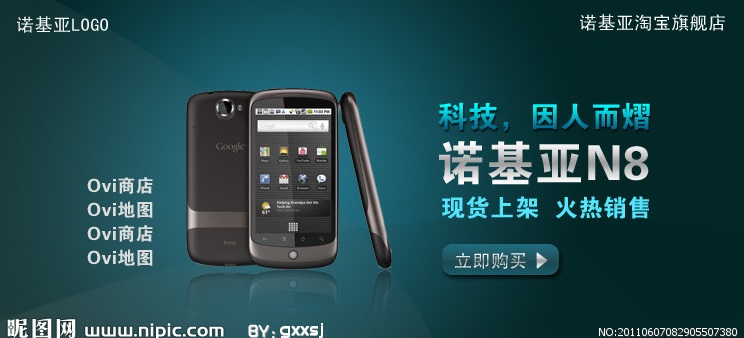 诺基亚LOGO
诺基亚淘宝旗舰店
科技，因人而熠
诺基亚N8
现货上架 火热销售
立即购买
Ovi商店
Ovi地图
Ovi商店
Ovi地图
Google
hTC
昵图网 www.nipic.com BY:gxxsj
NO:20110607082905507380